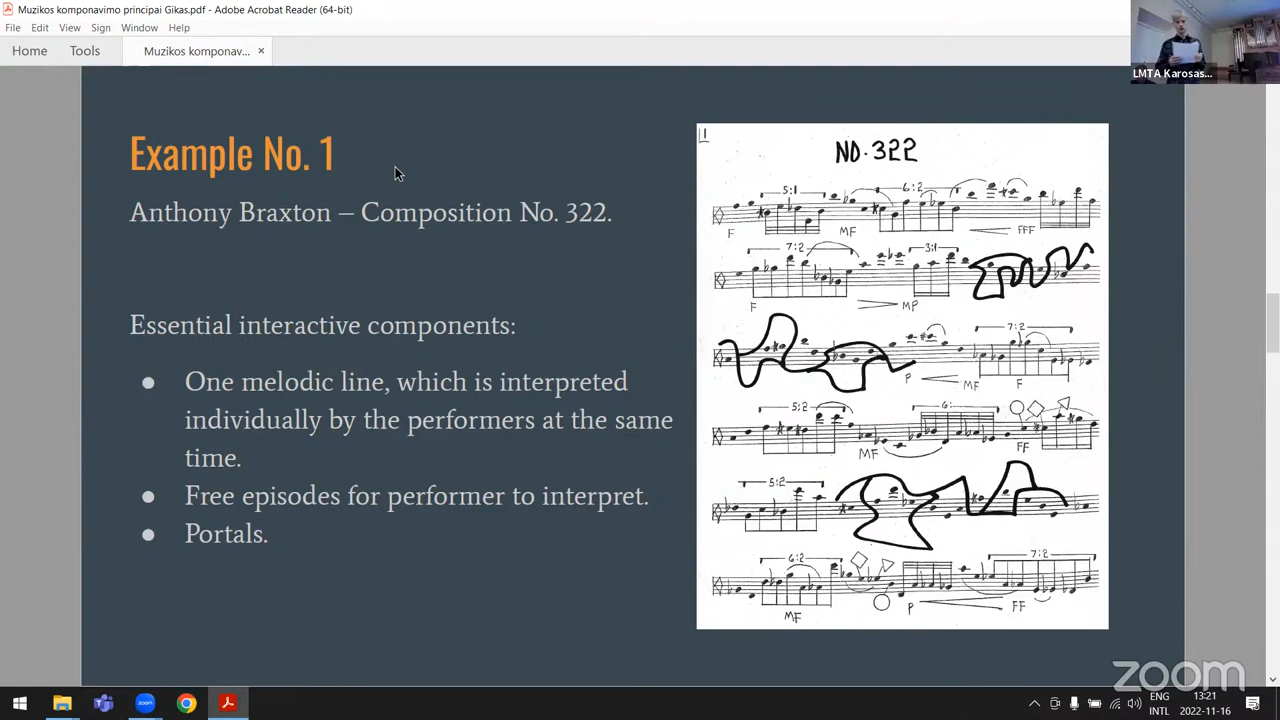 Muzikos komponavimo principai Gikas.pdf - Adobe Acrobat Reader (64-bit)
File Edit View Sign Window Help
Home Tools Muzikos komponav... ×
LMTA Karosas...
Example No. 1
Anthony Braxton – Composition No. 322.
Essential interactive components:
● One melodic line, which is interpreted
individually by the performers at the same
time.
● Free episodes for performer to interpret.
● Portals.
1
NO. 322
5:1 6:2
F MF FFF
7:2 3:1
F MP
7:2
P MF F
5:2 6:
MF FF
5:2
6:2 7:2
MF P FF
zoom
ENG
INTL
13:21
2022-11-16